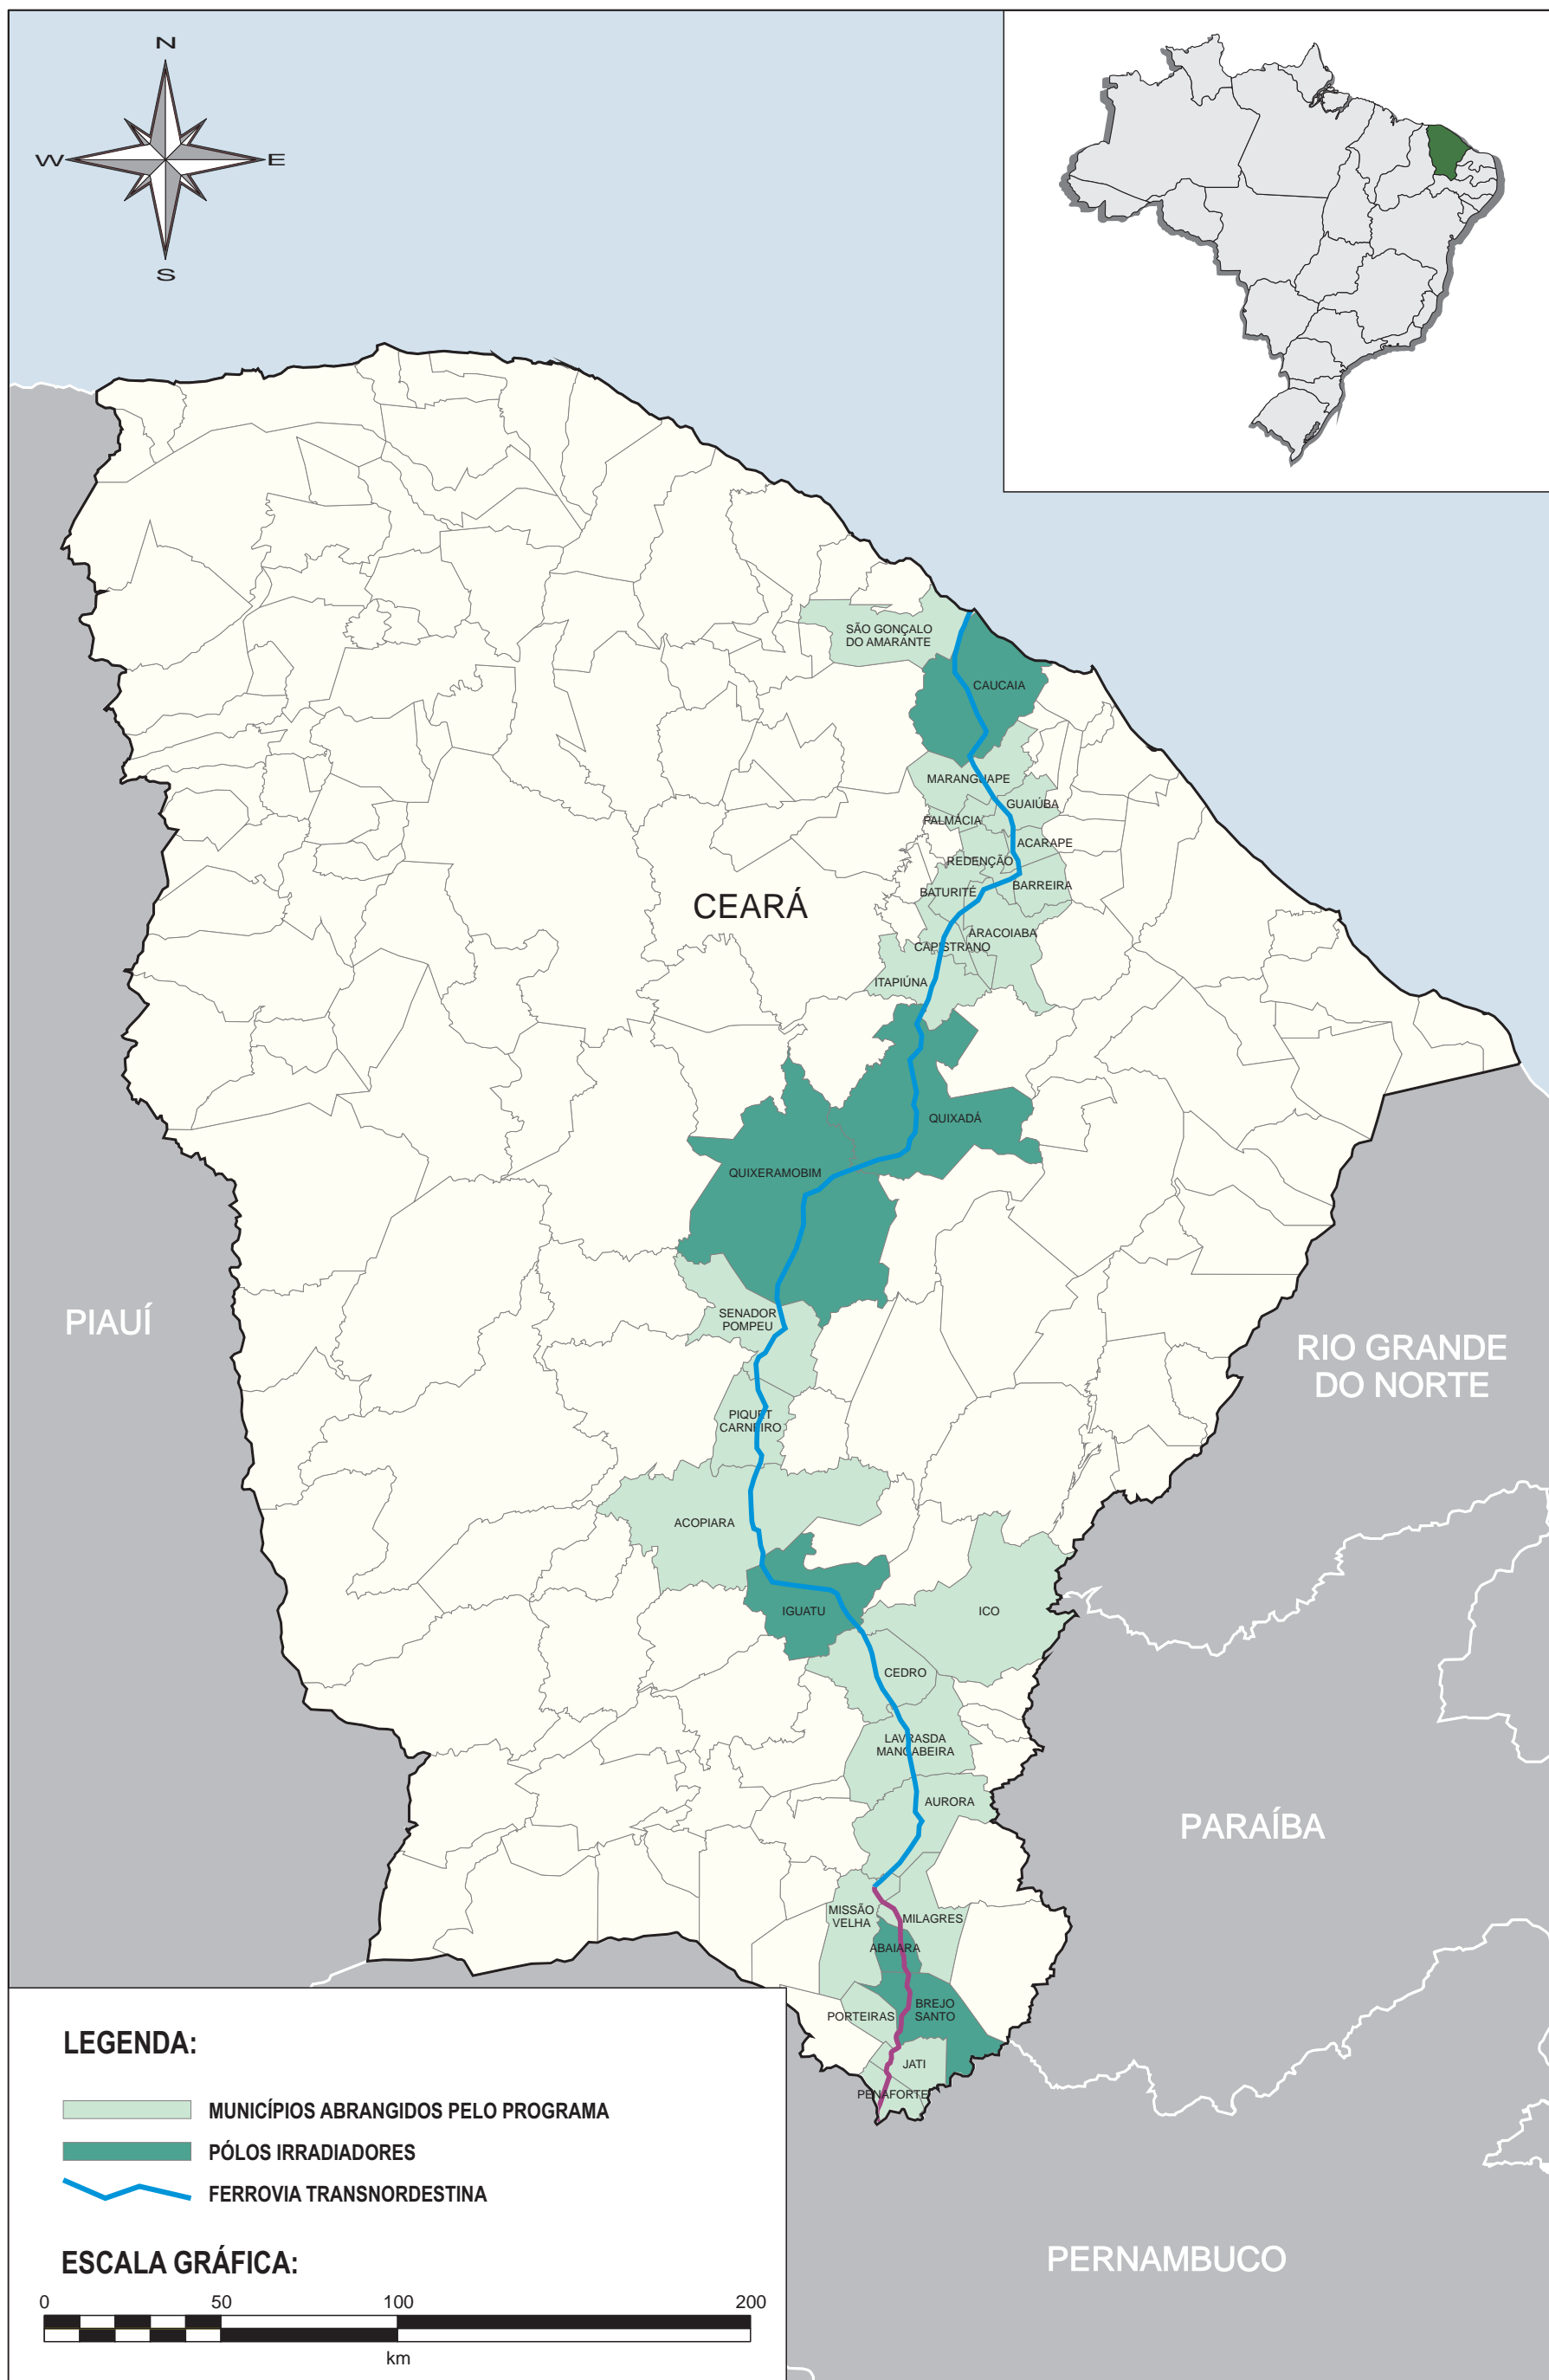 N
W
E
S
SÃO GONÇALO
DO AMARANTE
CAUCAIA
MARANGUAPE
GUAIÚBA
PALMÁCIA
ACARAPE
REDENÇÃO
BARREIRA
BATURITÉ
CEARÁ
ARACOIABA
CAPISTRANO
ITAPIÚNA
QUIXADÁ
QUIXERAMOBIM
SENADOR
POMPEU
PIAUÍ
RIO GRANDE
DO NORTE
PIQUET
CARNEIRO
ACOPIARA
IGUATU
ICO
CEDRO
LAVRASDA
MANGABEIRA
AURORA
PARAÍBA
MISSÃO
VELHA
MILAGRES
ABAIARA
BREJO
SANTO
PORTEIRAS
JATI
PENAFORTE
PERNAMBUCO
LEGENDA:
MUNICÍPIOS ABRANGIDOS PELO PROGRAMA
PÓLOS IRRADIADORES
FERROVIA TRANSNORDESTINA
ESCALA GRÁFICA:
0 50 100 200
km